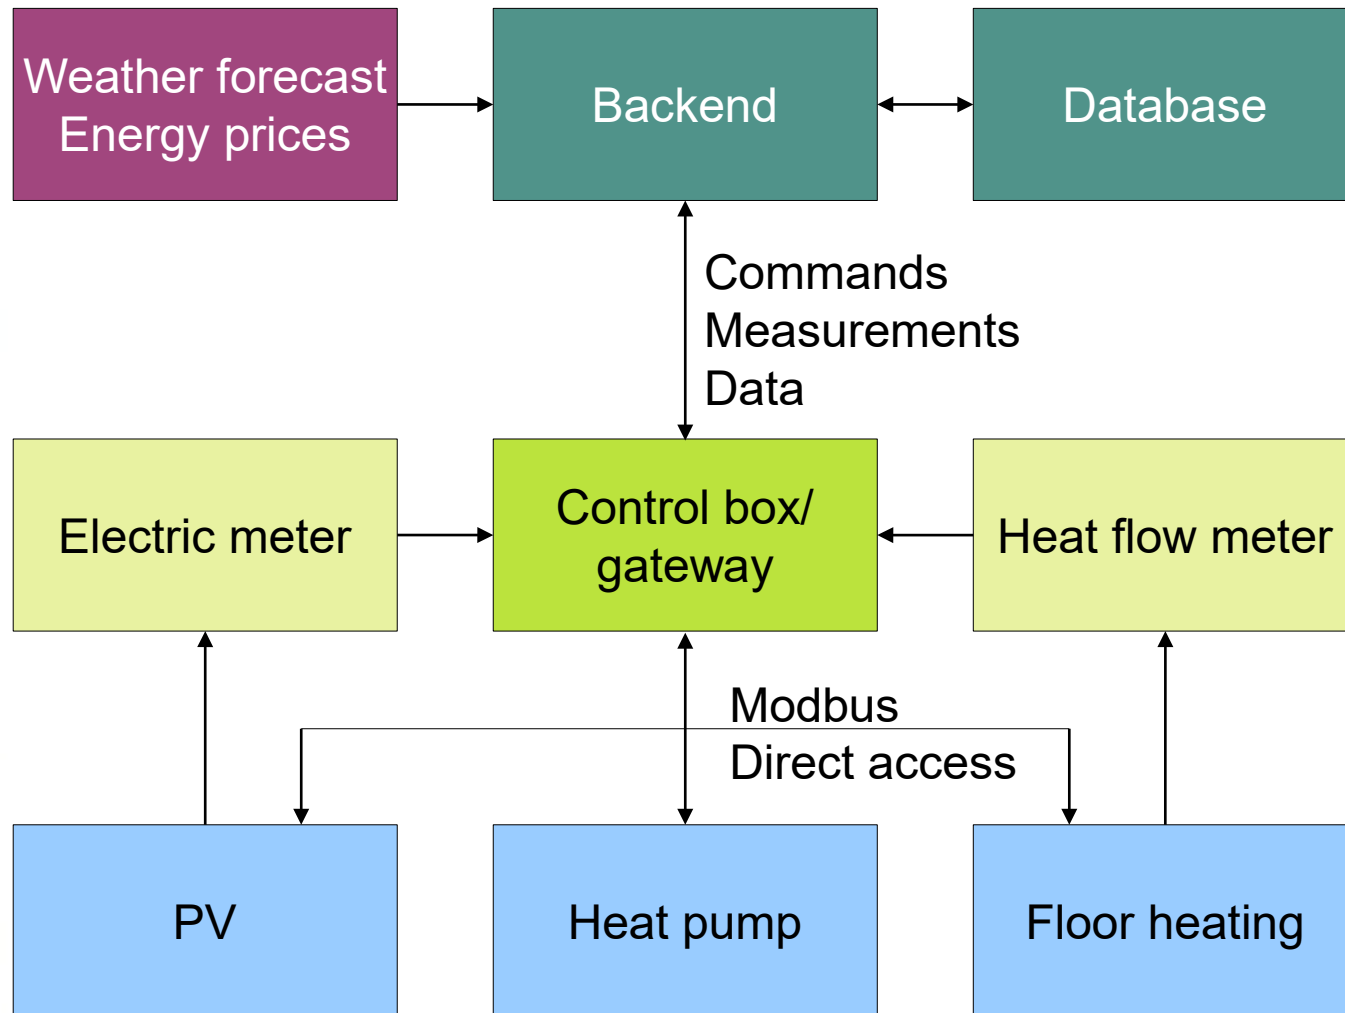 Weather forecast
Energy prices
Backend
Database
Commands
Measurements
Data
Electric meter
Control box/
gateway
Heat flow meter
Modbus
Direct access
PV
Heat pump
Floor heating